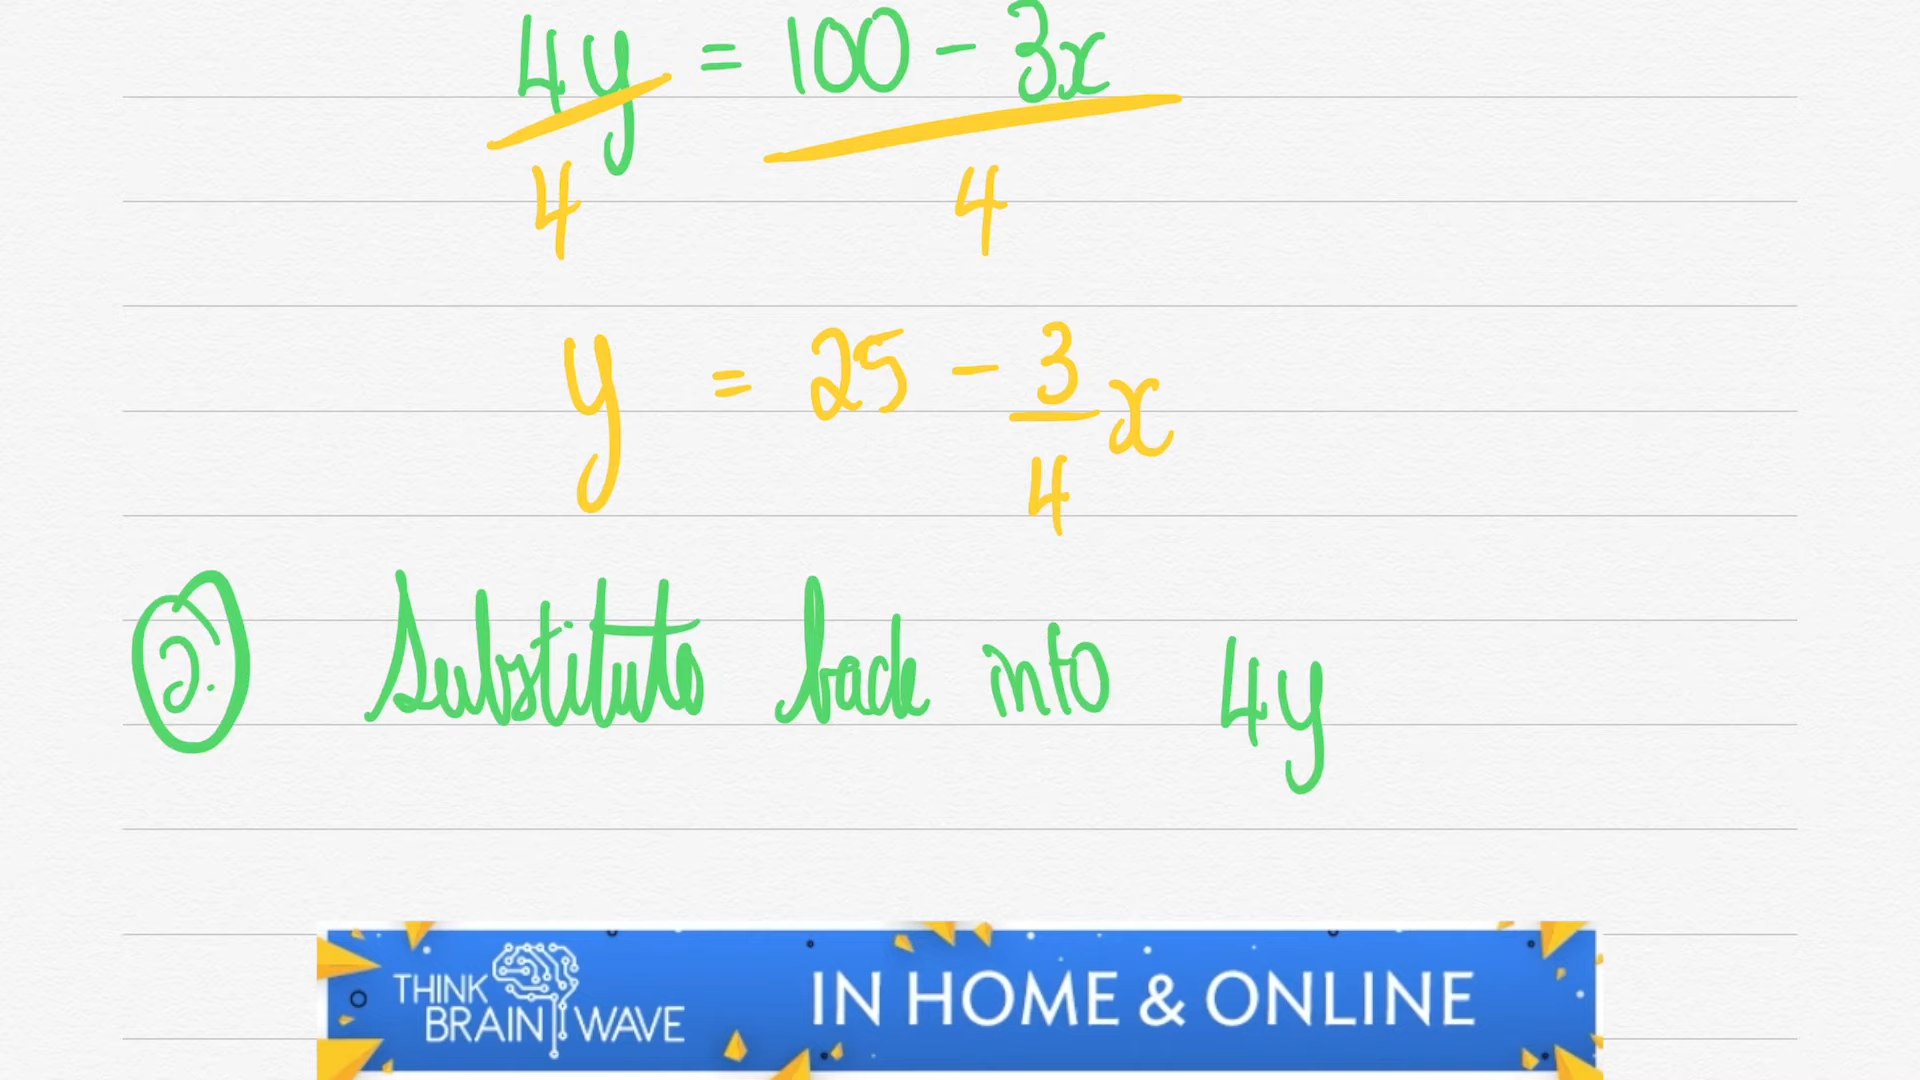 4y = 100 - 3x
4 4
y = 25 - 3/4 x
2. Substitute back into 4y
THINK BRAIN WAVE IN HOME & ONLINE